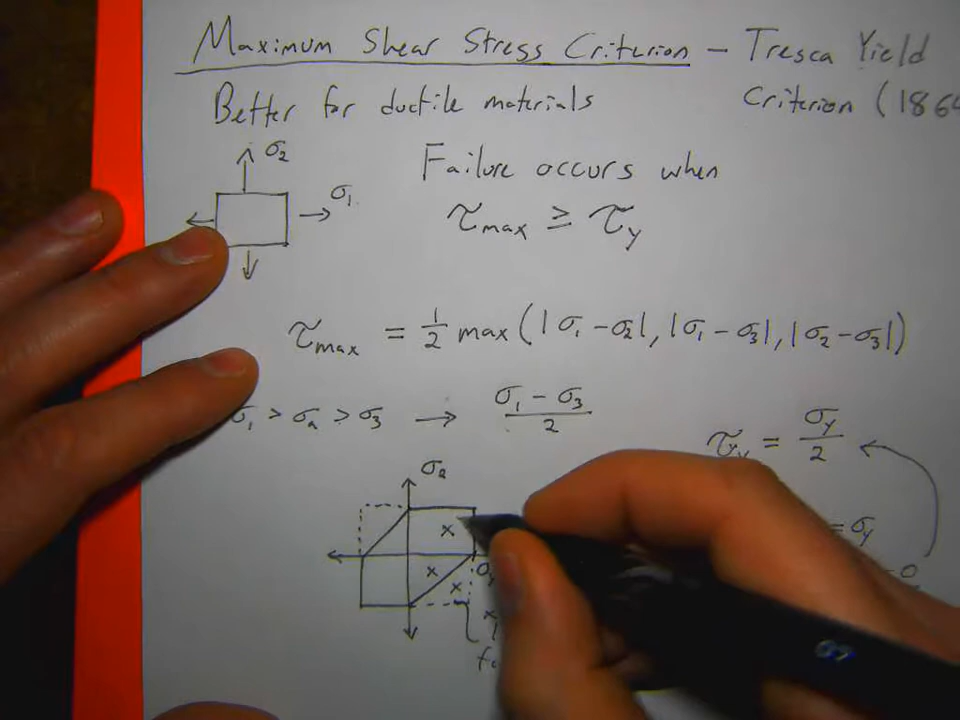 Maximum Shear Stress Criterion – Tresca Yield
Better for ductile materials
Criterion (1864
σ₂
σ₁
Failure occurs when
τmax ≥ τy
τmax = 1/2 max(|σ₁ - σ₂|, |σ₁ - σ₃|, |σ₂ - σ₃|)
σ₁ > σ₂ > σ₃ → σ₁ - σ₃ / 2
τy = σy / 2
σ₂
x
= σy
x
x
x